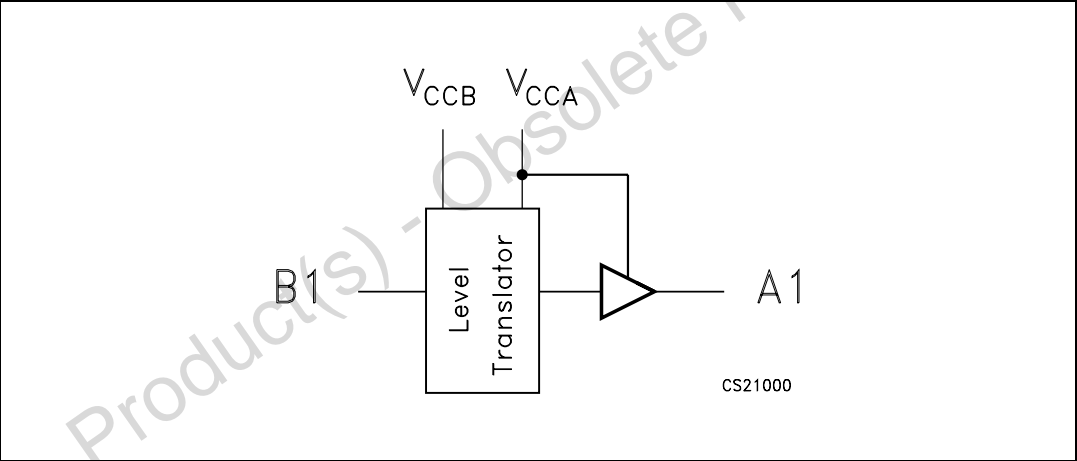 VCCB VCCA
B1
Level
Translator
A1
CS21000
Product(s) - Obsolete